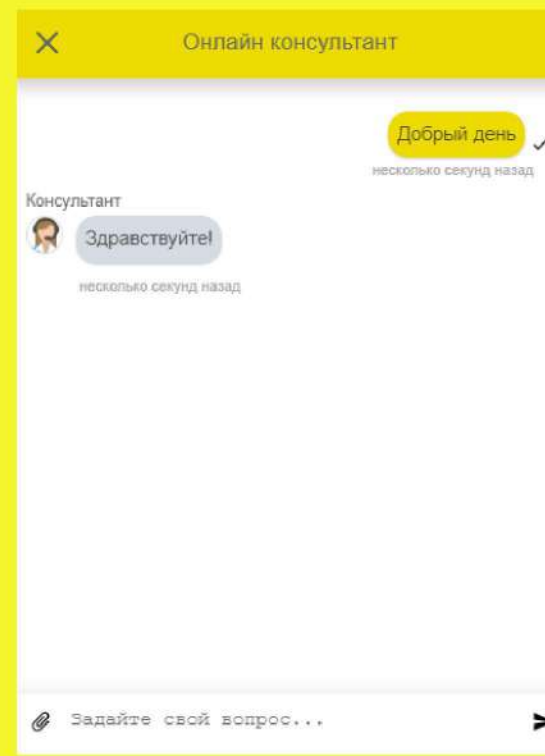 Онлайн консультант
Добрый день
несколько секунд назад
Консультант
Здравствуйте!
несколько секунд назад
Задайте свой вопрос...